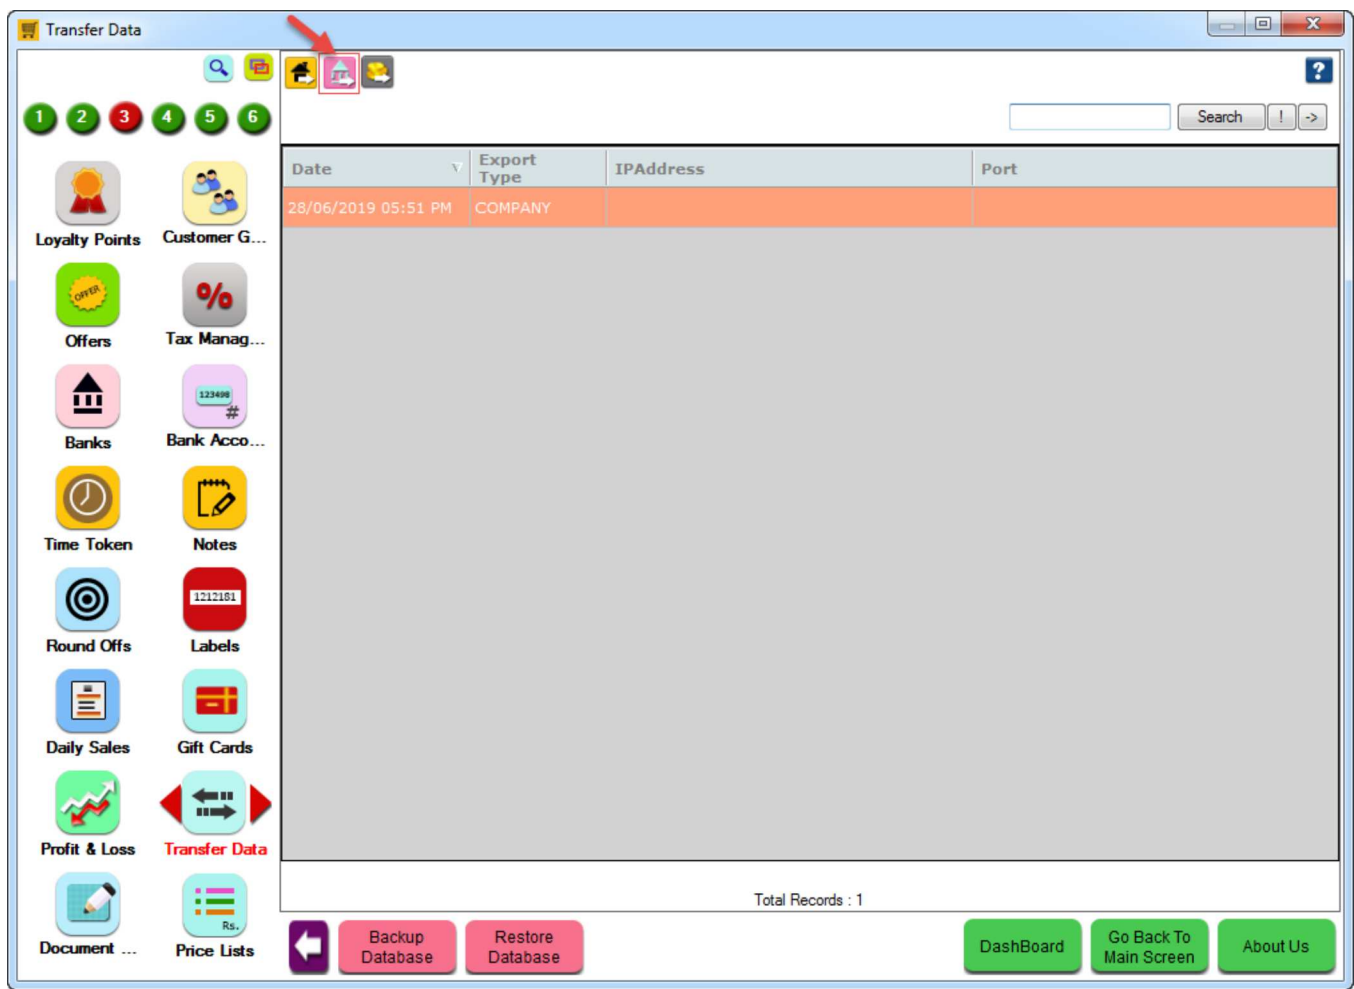 Transfer Data
1 2 3 4 5 6
?
Search ! ->
Date Export Type IPAddress Port
28/06/2019 05:51 PM COMPANY
Loyalty Points Customer G...
OFFER %
Offers Tax Manag...
123498 #
Banks Bank Acco...
Time Token Notes
1212181
Round Offs Labels
Daily Sales Gift Cards
Profit & Loss Transfer Data
Rs.
Document ... Price Lists
Total Records : 1
Backup Database
Restore Database
DashBoard
Go Back To Main Screen
About Us